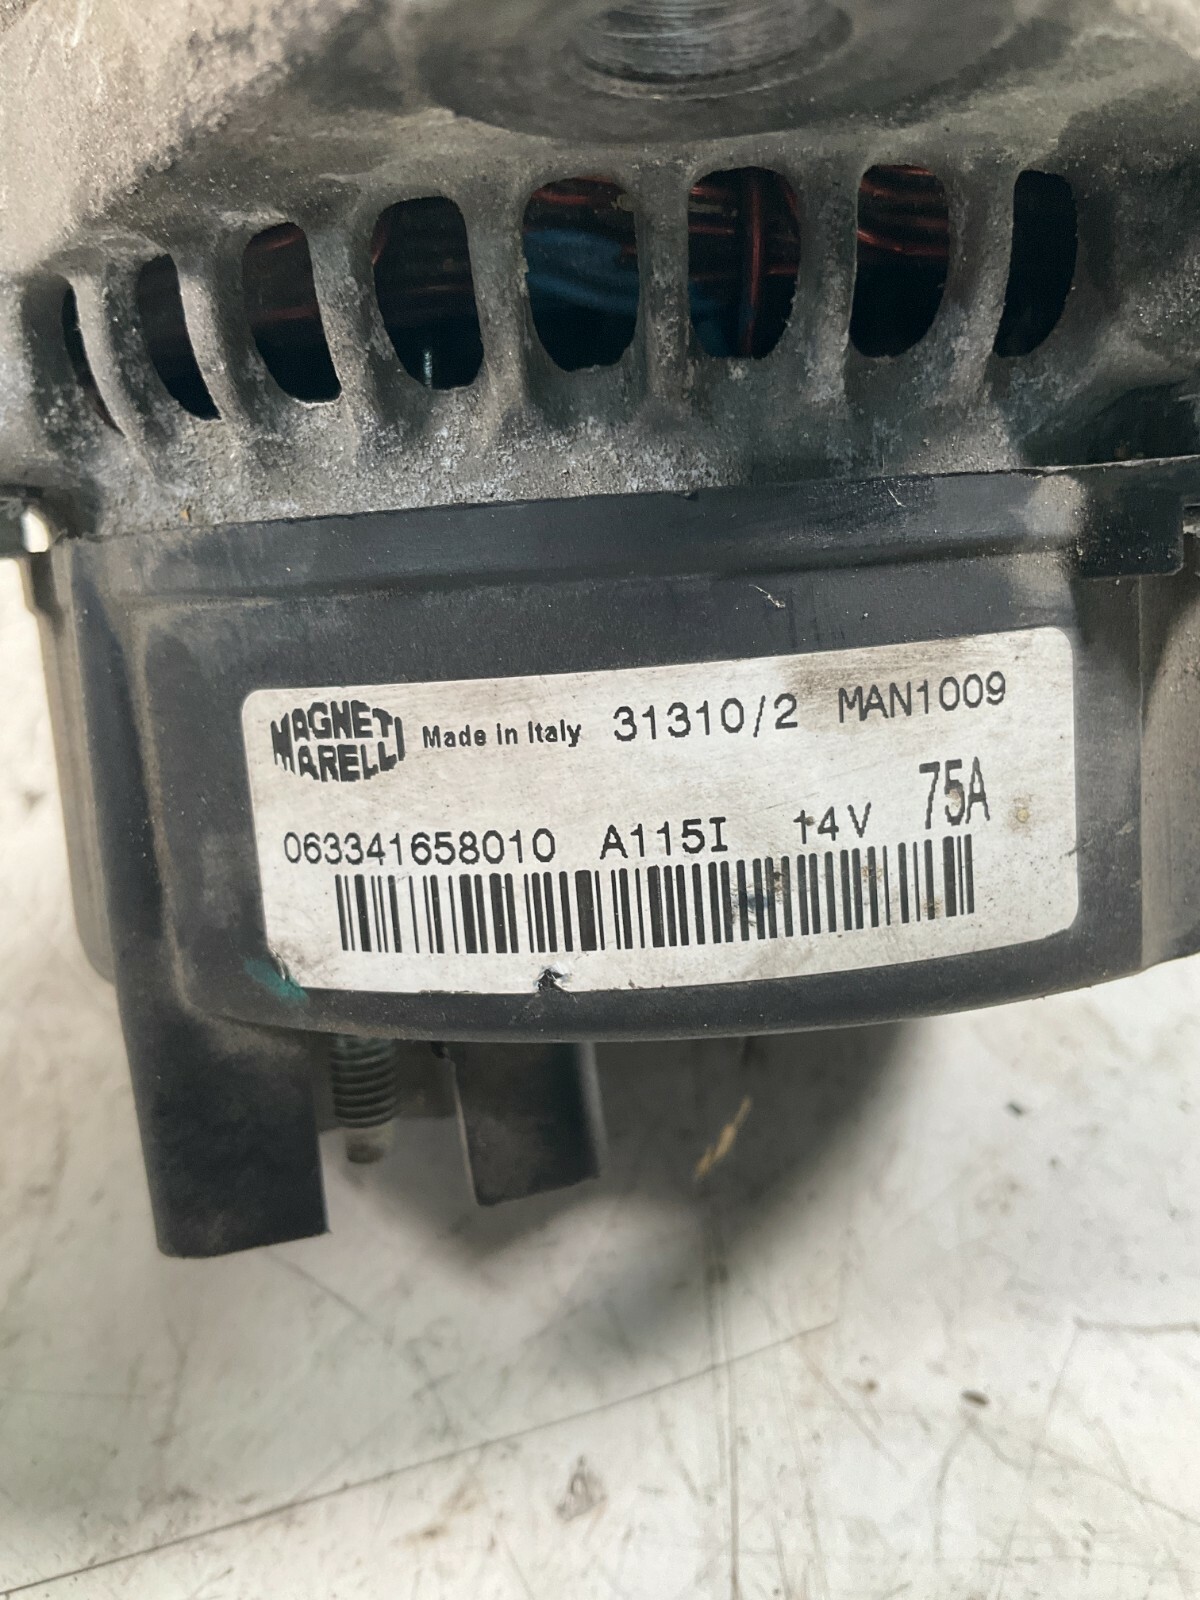 MAGNETI MARELLI Made in Italy 31310/2 MAN1009
063341658010 A115I 14V 75A